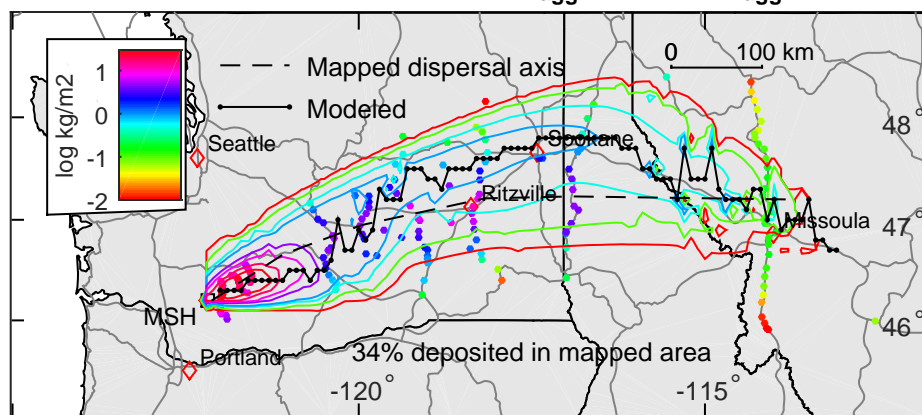 0 100 km
Mapped dispersal axis
Modeled
log kg/m2
1
0
-1
-2
Seattle
Spokane
Ritzville
Missoula
MSH
Portland
34% deposited in mapped area
48°
47°
46°
-120°
-115°